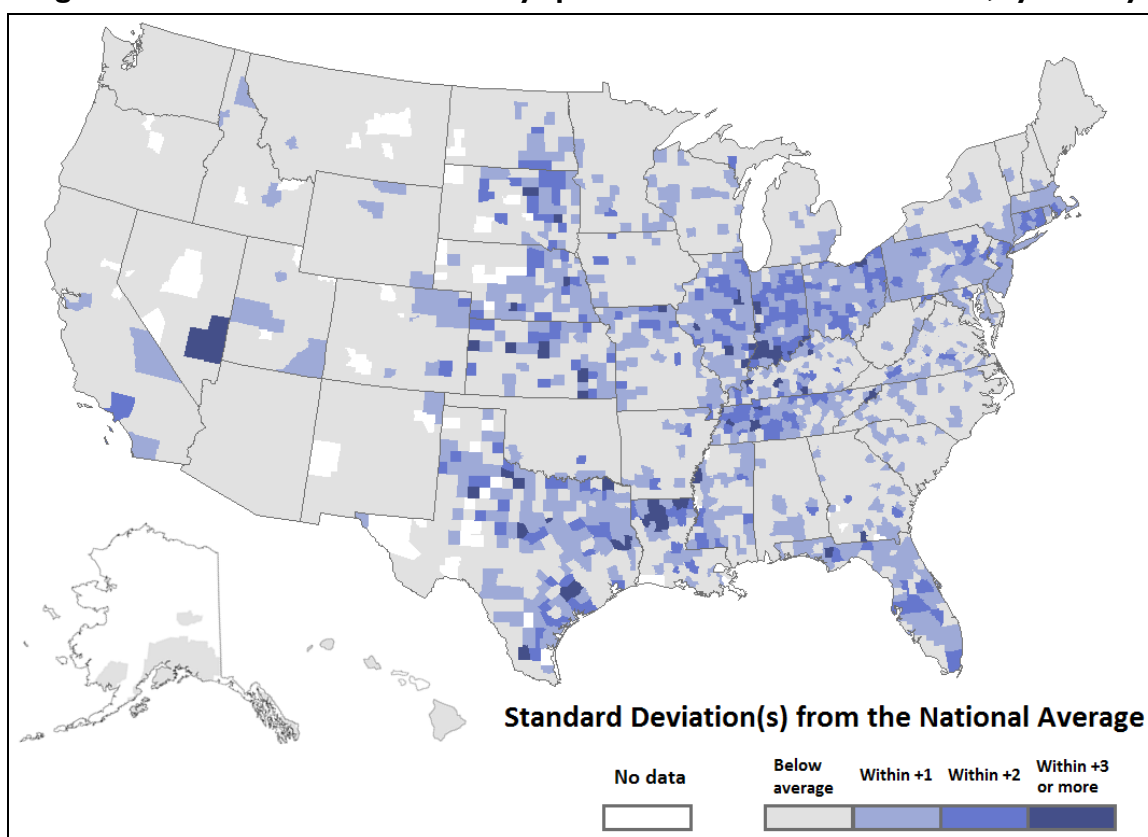 Standard Deviation(s) from the National Average
No data
Below average
Within +1
Within +2
Within +3 or more